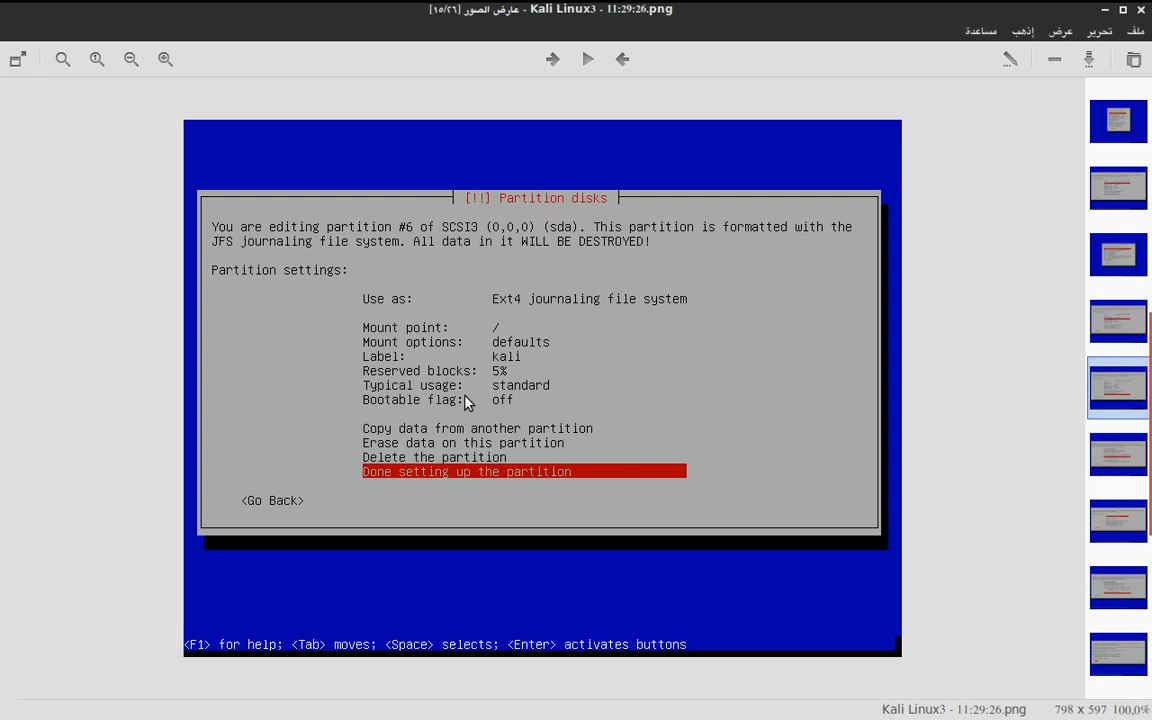 Kali Linux3 - 11:29:26.png - عارض الصور [١٥/٢٦]
ملف تحرير عرض إذهب مساعدة
[!!] Partition disks
You are editing partition #6 of SCSI3 (0,0,0) (sda). This partition is formatted with the
JFS journaling file system. All data in it WILL BE DESTROYED!
Partition settings:
Use as: Ext4 journaling file system
Mount point: /
Mount options: defaults
Label: kali
Reserved blocks: 5%
Typical usage: standard
Bootable flag: off
Copy data from another partition
Erase data on this partition
Delete the partition
Done setting up the partition
<Go Back>
<F1> for help; <Tab> moves; <Space> selects; <Enter> activates buttons
Kali Linux3 - 11:29:26.png 798 x 597 100,0%